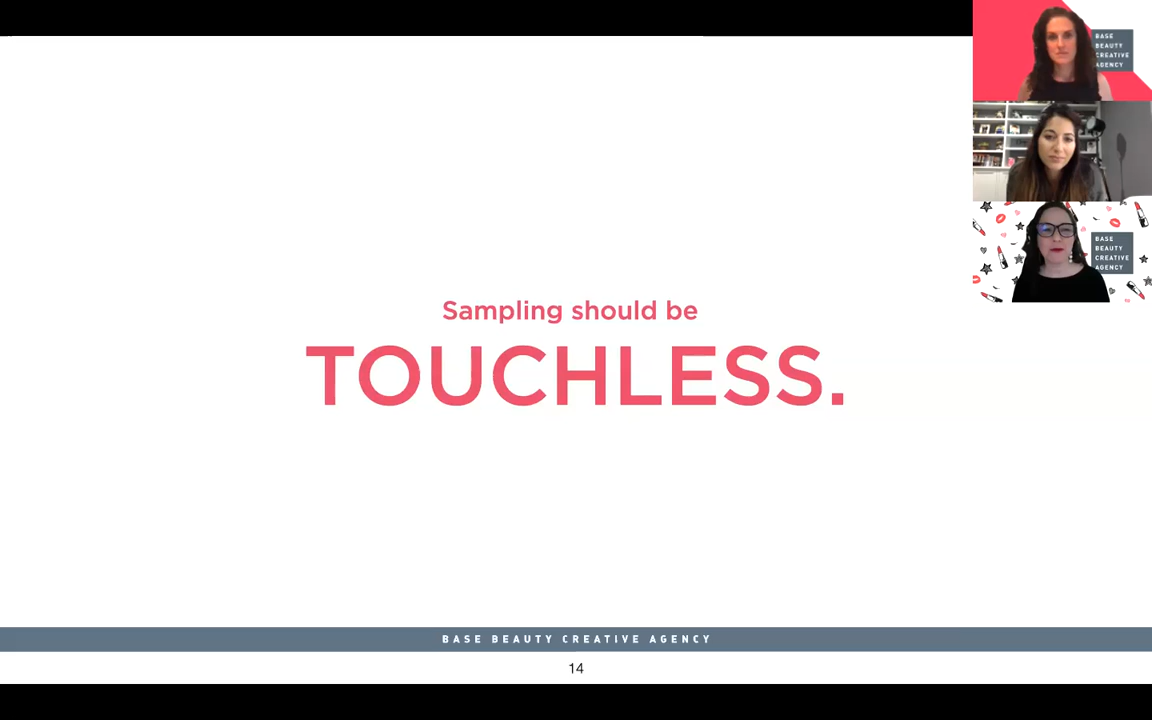 BASE
BEAUTY
CREATIVE
AGENCY
BASE
BEAUTY
CREATIVE
AGENCY
Sampling should be
TOUCHLESS.
BASE BEAUTY CREATIVE AGENCY
14